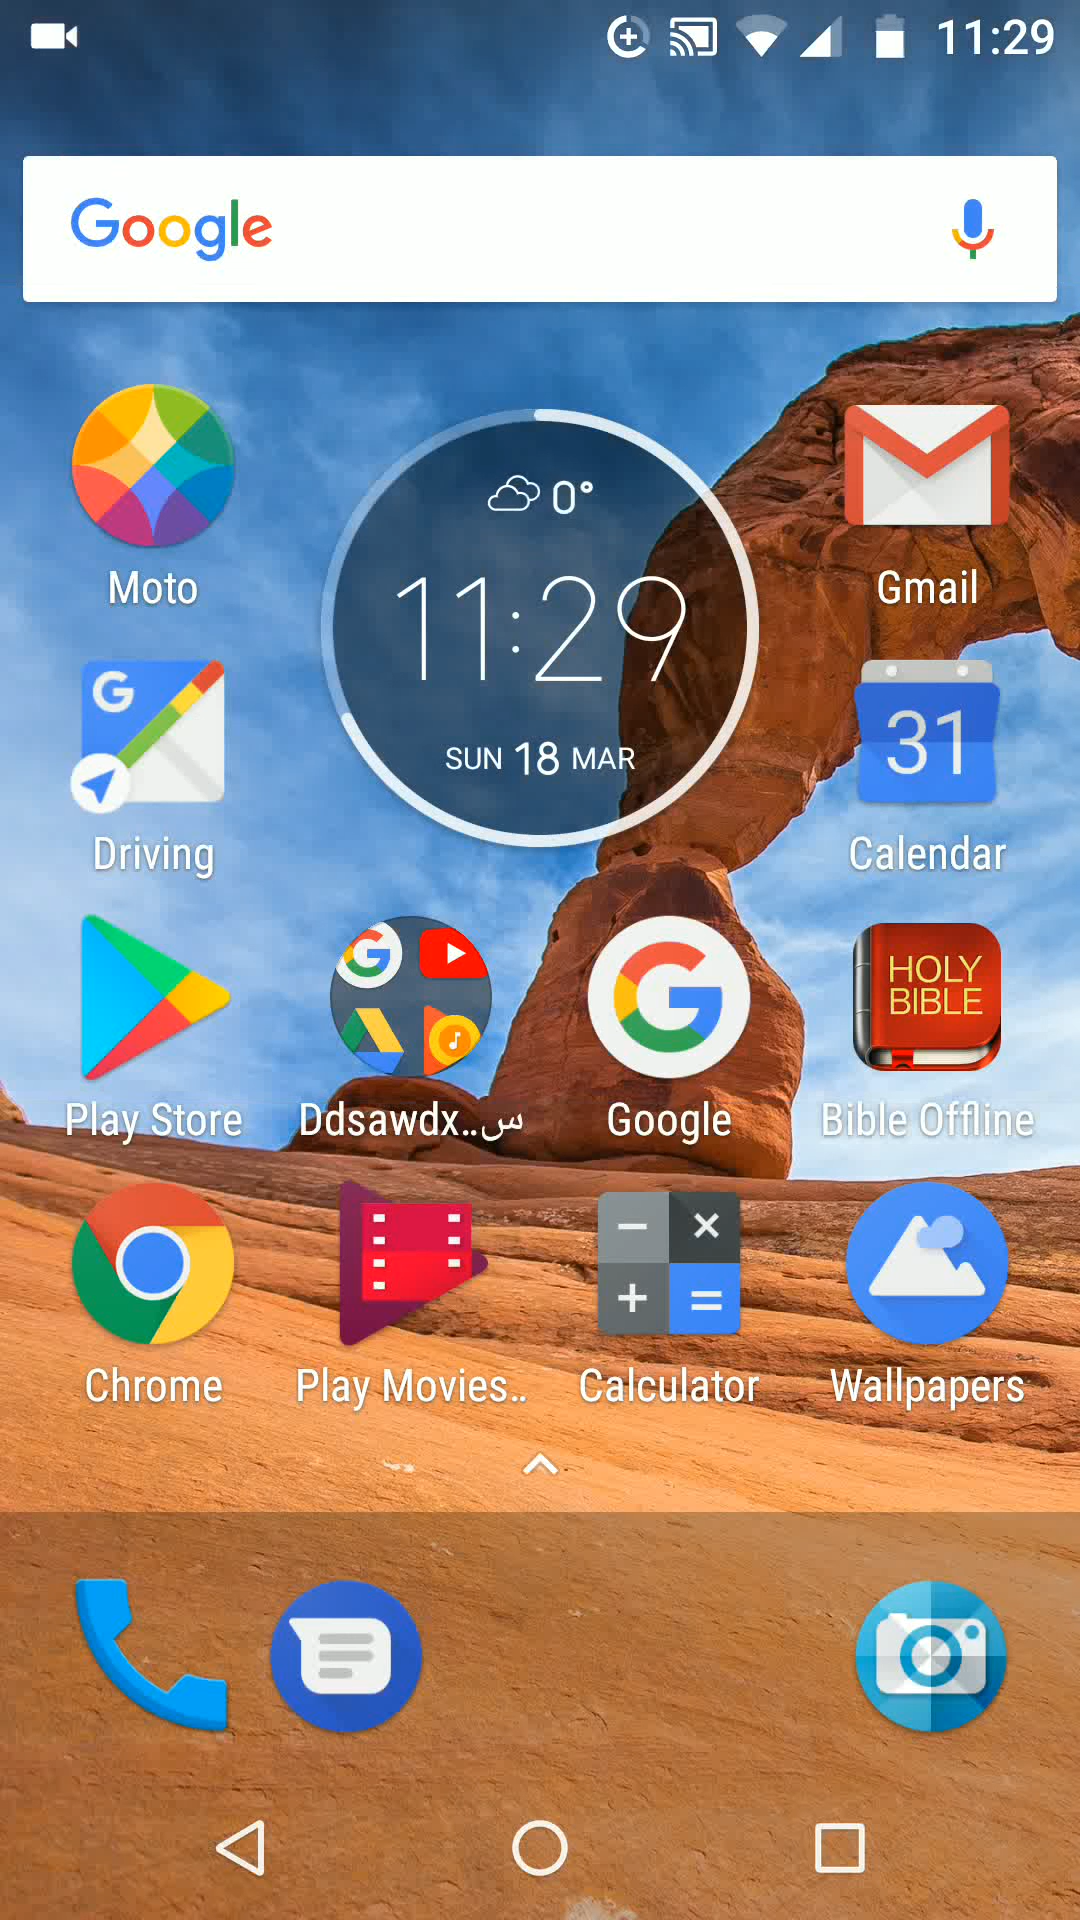 11:29
Google
0°
11:29
SUN 18 MAR
Moto
Gmail
31
Driving
Calendar
HOLY
BIBLE
Play Store
Ddsawdx..س
Google
Bible Offline
Chrome
Play Movies..
Calculator
Wallpapers